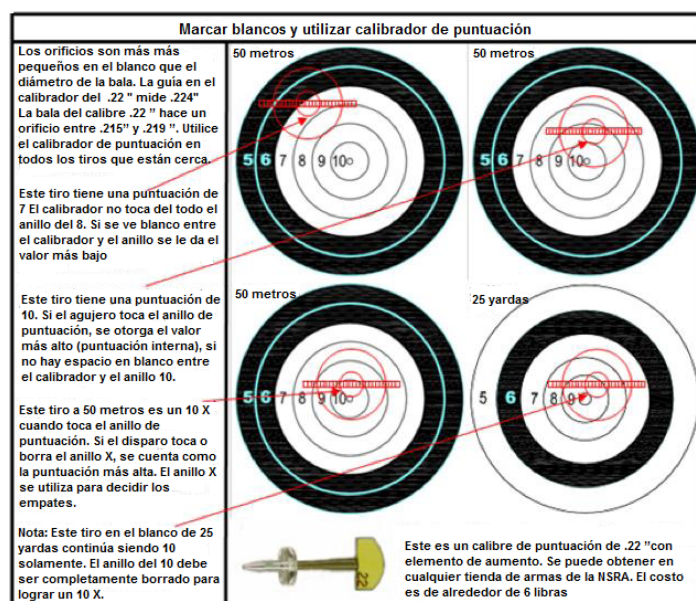 Marcar blancos y utilizar calibrador de puntuación
Los orificios son más más
pequeños en el blanco que el
diámetro de la bala. La guía en el
calibrador del .22 " mide .224"
La bala del calibre .22 ” hace un
orificio entre .215” y .219 ”. Utilice
el calibrador de puntuación en
todos los tiros que están cerca.
Este tiro tiene una puntuación de
7 El calibrador no toca del todo el
anillo del 8. Si se ve blanco entre
el calibrador y el anillo se le da el
valor más bajo
Este tiro tiene una puntuación de
10. Si el agujero toca el anillo de
puntuación, se otorga el valor
más alto (puntuación interna), si
no hay espacio en blanco entre
el calibrador y el anillo 10.
Este tiro a 50 metros es un 10 X
cuando toca el anillo de
puntuación. Si el disparo toca o
borra el anillo X, se cuenta como
la puntuación más alta. El anillo X
se utiliza para decidir los
empates.
Nota: Este tiro en el blanco de 25
yardas continúa siendo 10
solamente. El anillo del 10 debe
ser completamente borrado para
lograr un 10 X.
50 metros
5 6 7 8 9 10
50 metros
5 6 7 8 9 10
50 metros
5 6 7 8 9 10
25 yardas
5 6 7 8 9
22
Este es un calibre de puntuación de .22 ”con
elemento de aumento. Se puede obtener en
cualquier tienda de armas de la NSRA. El costo
es de alrededor de 6 libras